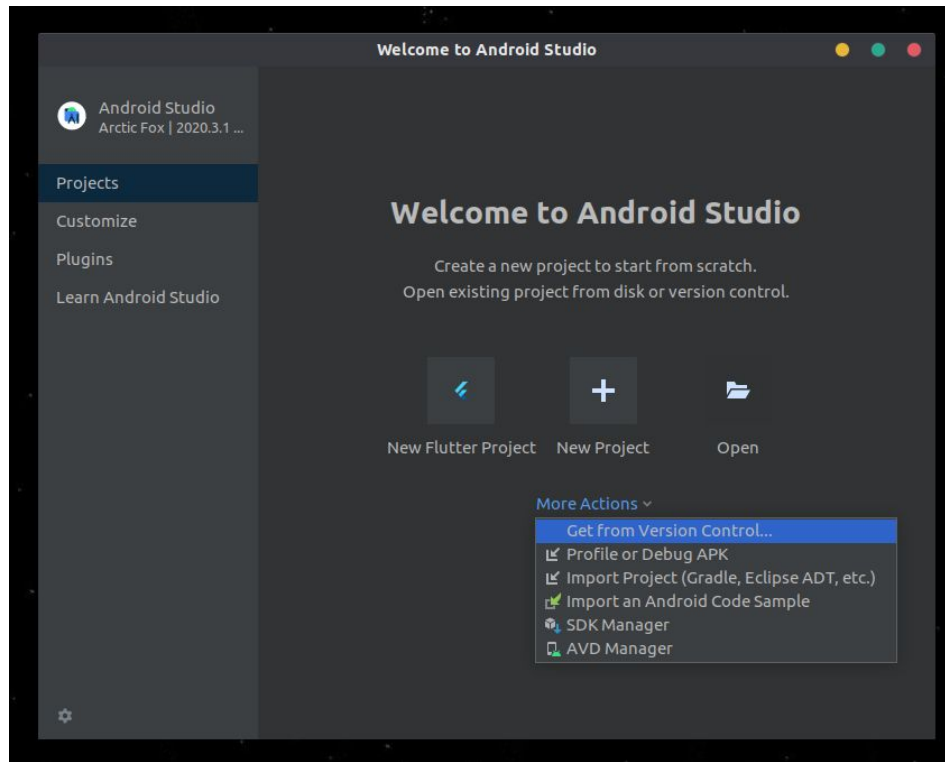 Welcome to Android Studio
Android Studio
Arctic Fox | 2020.3.1 ...
Projects
Customize
Plugins
Learn Android Studio
Welcome to Android Studio
Create a new project to start from scratch.
Open existing project from disk or version control.
New Flutter Project
New Project
Open
More Actions
Get from Version Control...
Profile or Debug APK
Import Project (Gradle, Eclipse ADT, etc.)
Import an Android Code Sample
SDK Manager
AVD Manager